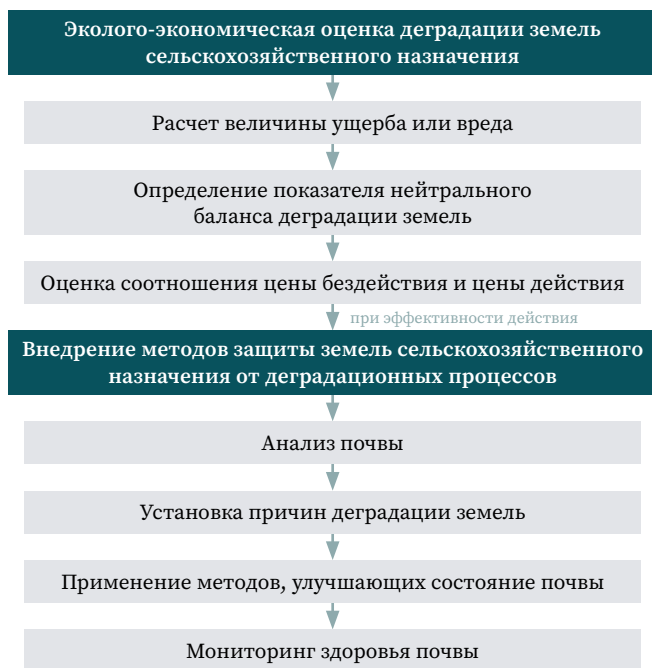 Эколого-экономическая оценка деградации земель
сельскохозяйственного назначения
Расчет величины ущерба или вреда
Определение показателя нейтрального
баланса деградации земель
Оценка соотношения цены бездействия и цены действия
при эффективности действия
Внедрение методов защиты земель сельскохозяйственного
назначения от деградационных процессов
Анализ почвы
Установка причин деградации земель
Применение методов, улучшающих состояние почвы
Мониторинг здоровья почвы